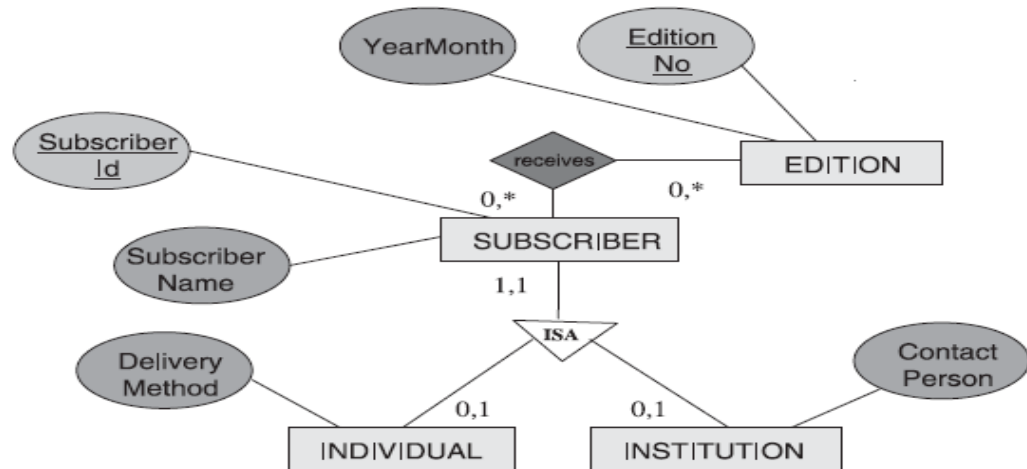 YearMonth
Edition
No
Subscriber
Id
receives
EDITION
0,*
0,*
SUBSCRIBER
Subscriber
Name
1,1
ISA
Delivery
Method
Contact
Person
0,1
0,1
INDIVIDUAL
INSTITUTION